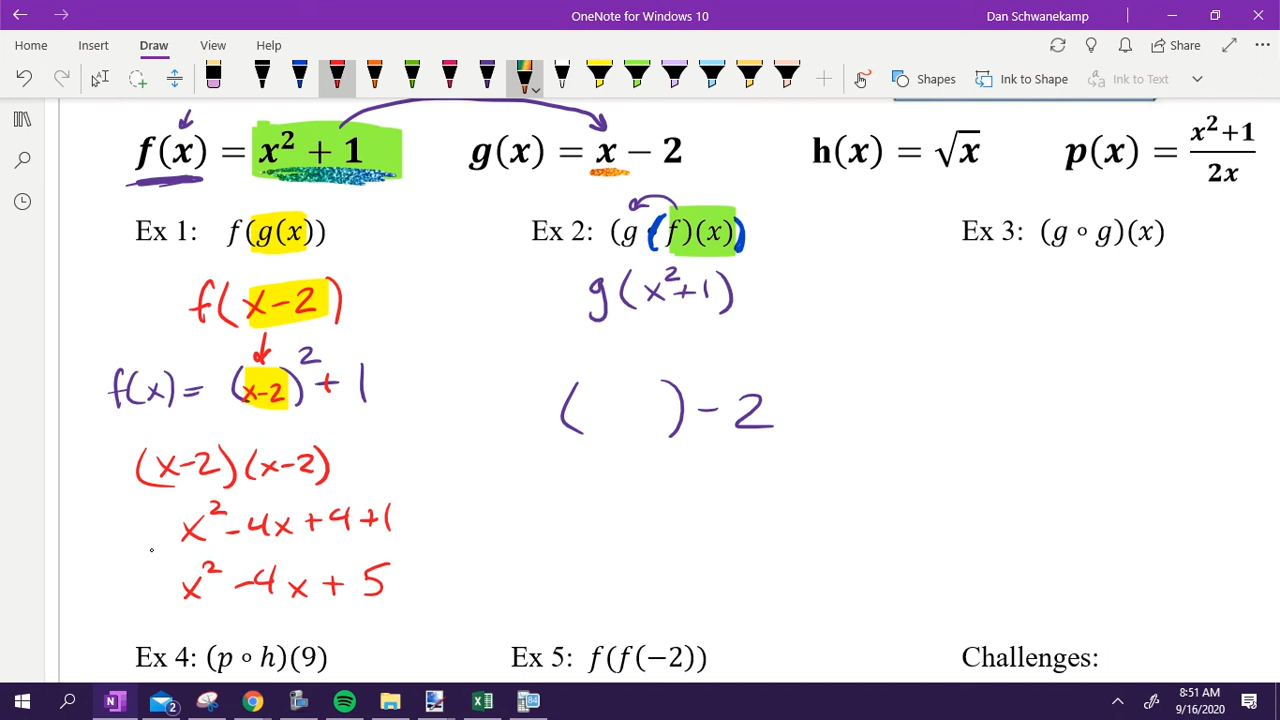 OneNote for Windows 10
Dan Schwanekamp
Home Insert Draw View Help
Share
Shapes Ink to Shape Ink to Text
f(x) = x² + 1 g(x) = x − 2 h(x) = √x p(x) = (x²+1)/(2x)
Ex 1: f(g(x)) Ex 2: (g f)(x) Ex 3: (g ∘ g)(x)
f(x-2) g(x²+1)
f(x) = (x-2)² + 1 ( ) - 2
(x-2)(x-2)
x² - 4x + 4 + 1
x² - 4x + 5
Ex 4: (p ∘ h)(9) Ex 5: f(f(−2)) Challenges:
2
8:51 AM
9/16/2020